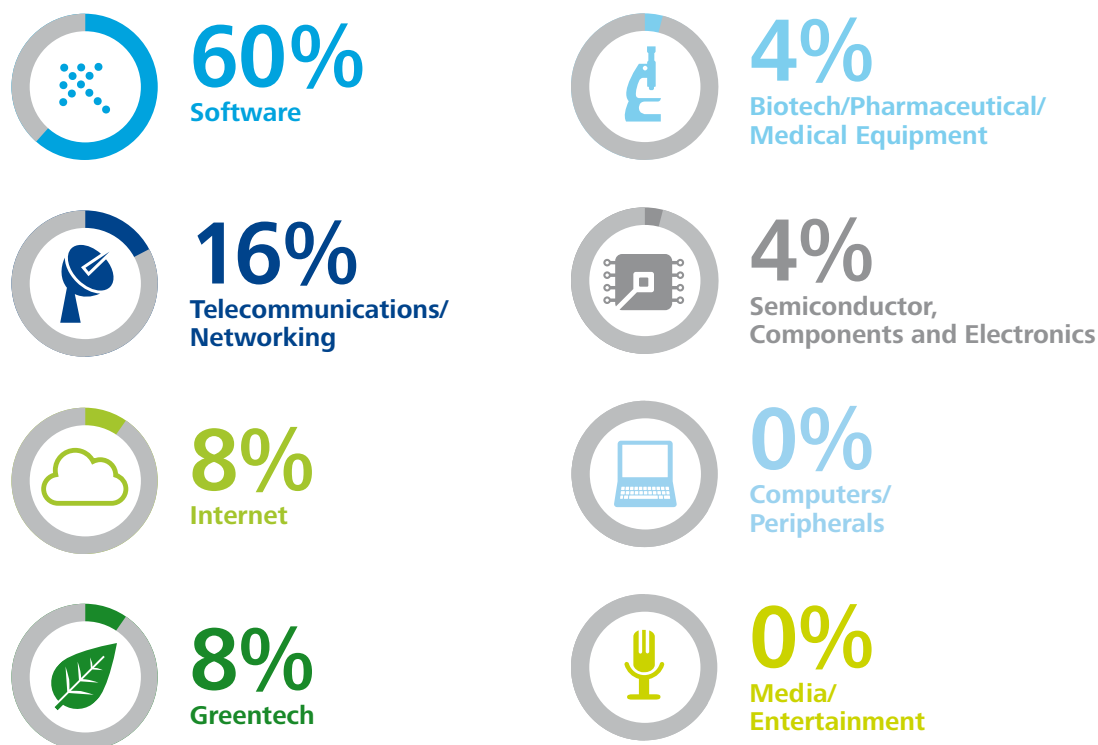 60%
Software
16%
Telecommunications/
Networking
8%
Internet
8%
Greentech
4%
Biotech/Pharmaceutical/
Medical Equipment
4%
Semiconductor,
Components and Electronics
0%
Computers/
Peripherals
0%
Media/
Entertainment